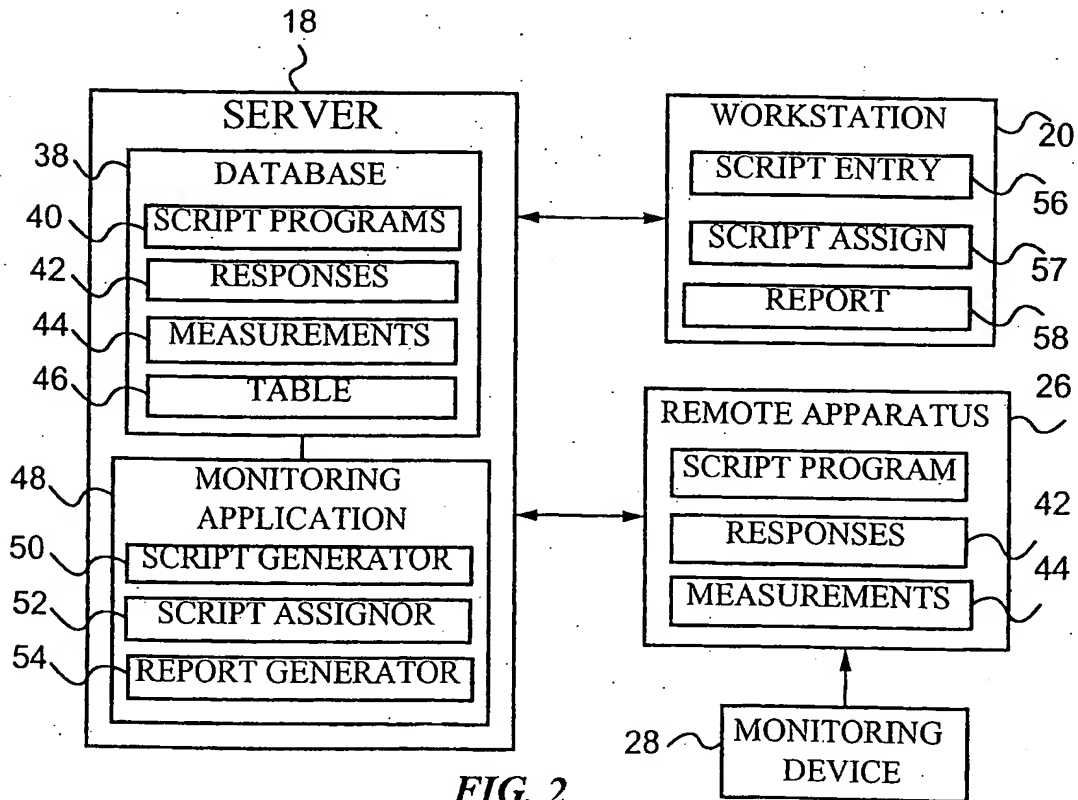 18
SERVER
38
DATABASE
40
SCRIPT PROGRAMS
42
RESPONSES
44
MEASUREMENTS
46
TABLE
48
MONITORING
APPLICATION
50
SCRIPT GENERATOR
52
SCRIPT ASSIGNOR
54
REPORT GENERATOR
WORKSTATION
20
SCRIPT ENTRY
56
SCRIPT ASSIGN
57
REPORT
58
REMOTE APPARATUS
26
SCRIPT PROGRAM
RESPONSES
42
MEASUREMENTS
44
28
MONITORING
DEVICE
FIG. 2